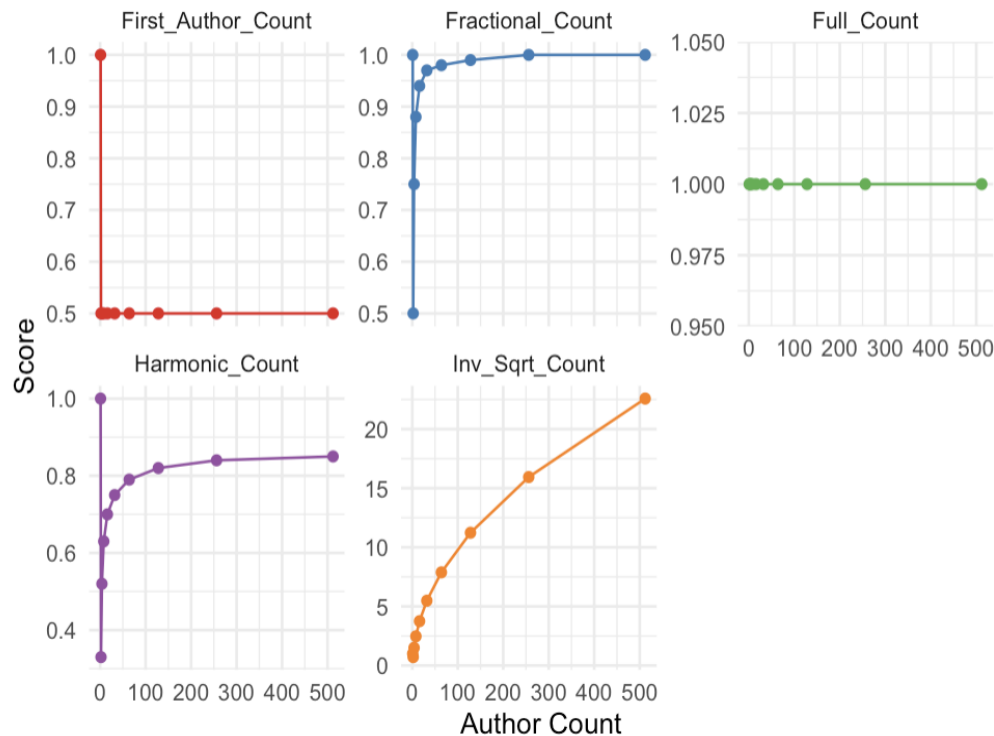 First_Author_Count
Fractional_Count
Full_Count
1.0
0.9
0.8
0.7
0.6
0.5
1.0
0.9
0.8
0.7
0.6
0.5
1.050
1.025
1.000
0.975
0.950
0 100 200 300 400 500
Score
Harmonic_Count
Inv_Sqrt_Count
1.0
0.8
0.6
0.4
20
15
10
5
0
0 100 200 300 400 500
0 100 200 300 400 500
Author Count